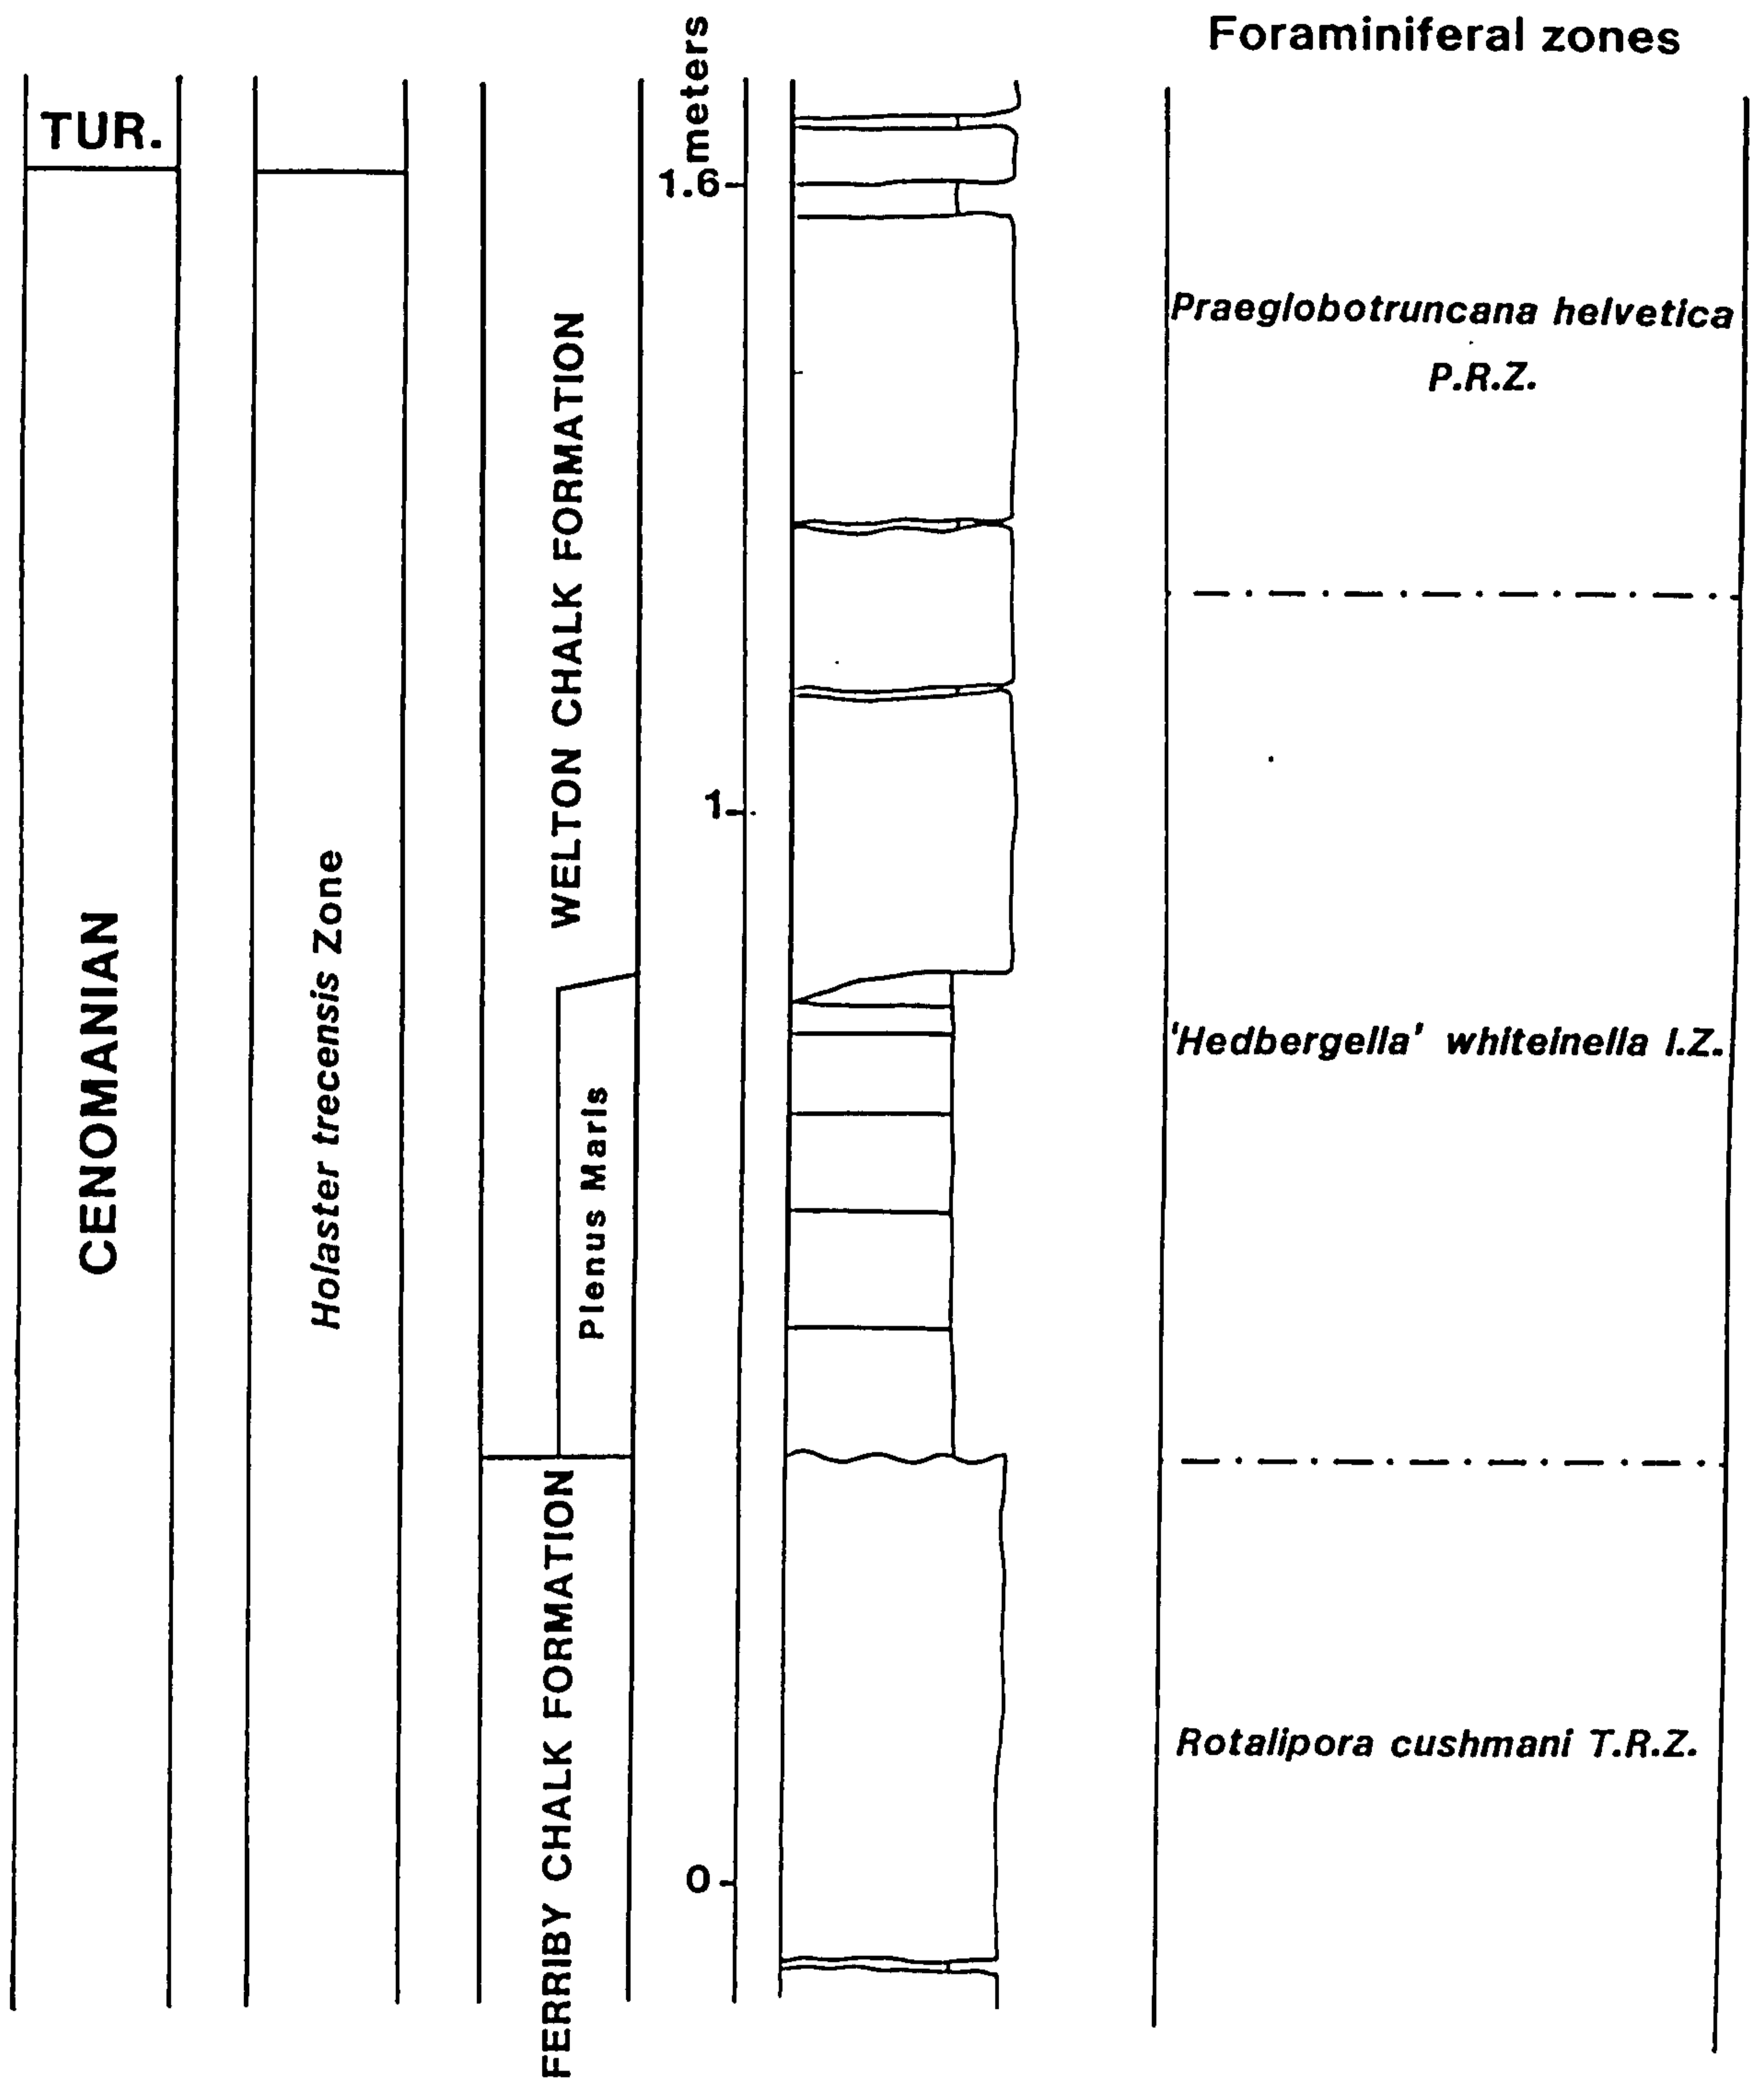 Foraminiferal zones
meters
TUR.
1.6
Praeglobotruncana helvetica
P.R.Z.
WELTON CHALK FORMATION
1
CENOMANIAN
Holaster trecensis Zone
'Hedbergella' whiteinella I.Z.
Plenus Marls
FERRIBY CHALK FORMATION
Rotalipora cushmani T.R.Z.
0